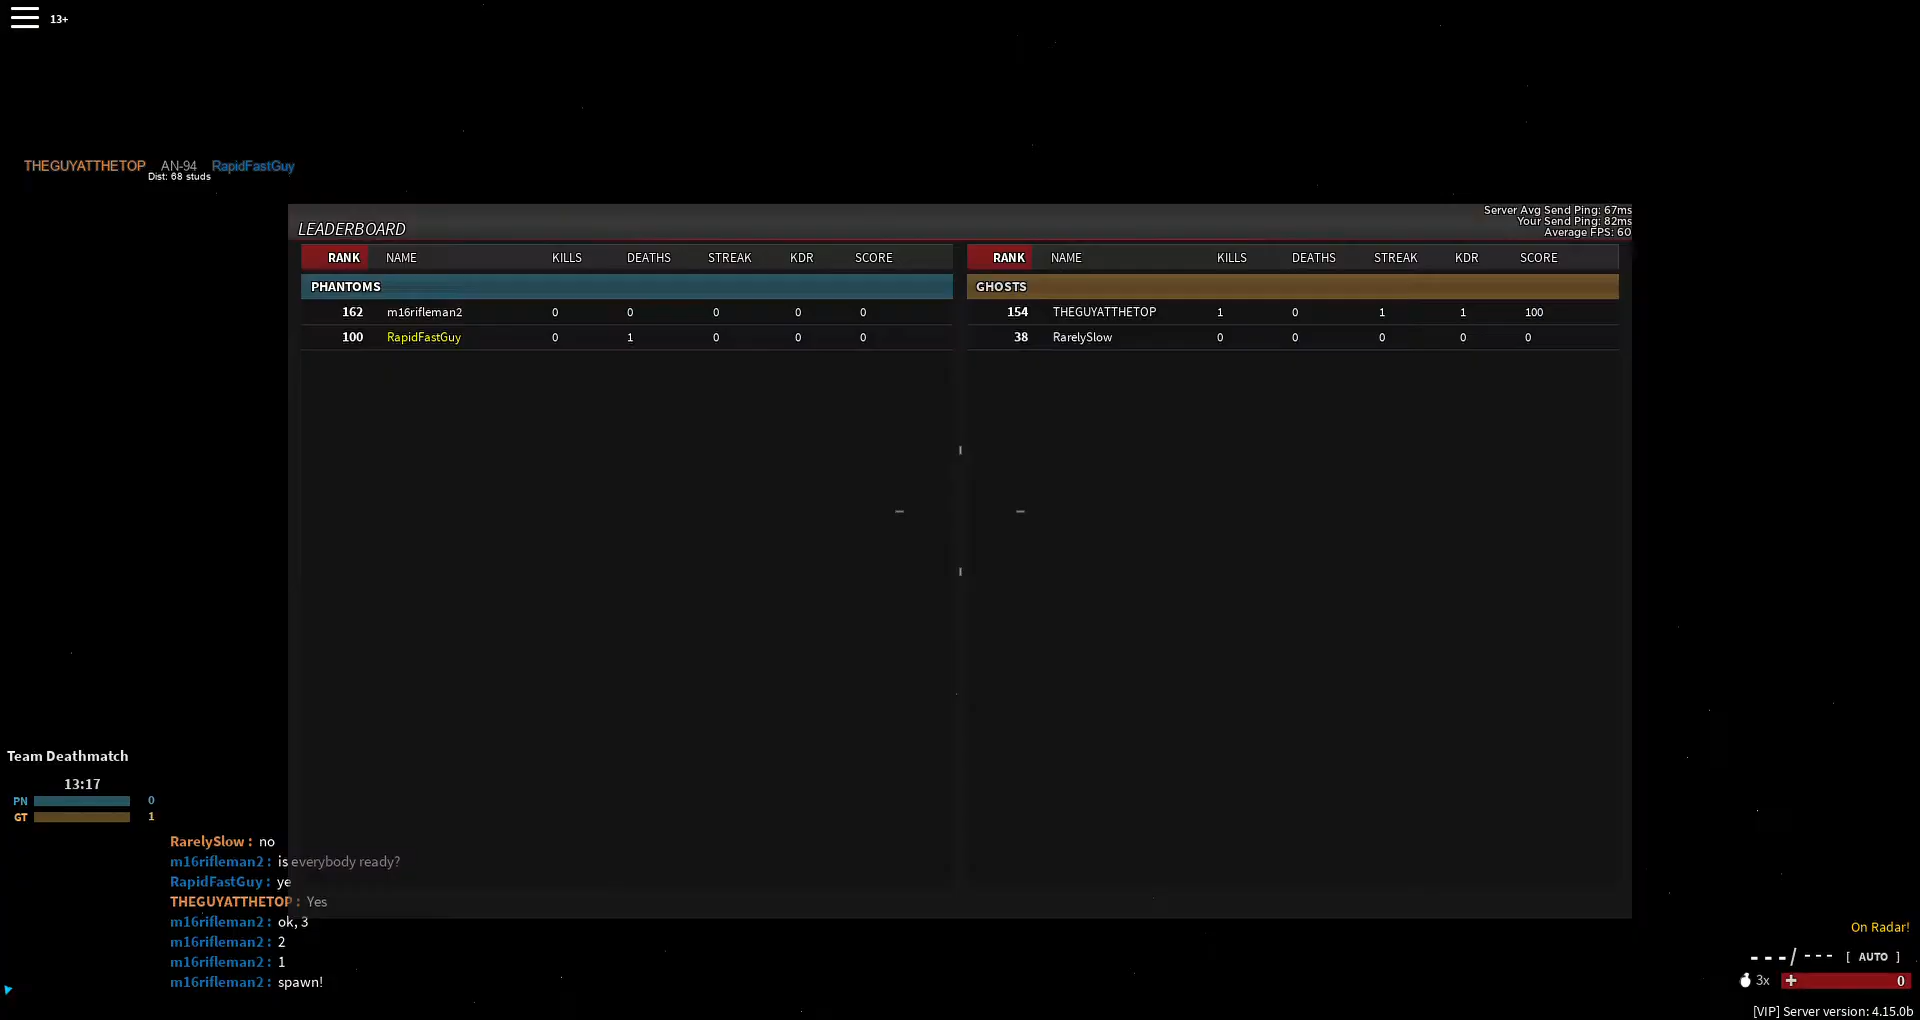 13+
THEGUYATTHETOP AN-94 RapidFastGuy
Dist: 68 studs
Server Avg Send Ping: 67ms
Your Send Ping: 82ms
Average FPS: 60
LEADERBOARD
RANK NAME KILLS DEATHS STREAK KDR SCORE
PHANTOMS
162 m16rifleman2 0 0 0 0 0
100 RapidFastGuy 0 1 0 0 0
RANK NAME KILLS DEATHS STREAK KDR SCORE
GHOSTS
154 THEGUYATTHETOP 1 0 1 1 100
38 RarelySlow 0 0 0 0 0
Team Deathmatch
13:17
PN 0
GT 1
RarelySlow : no
m16rifleman2 : is everybody ready?
RapidFastGuy : ye
THEGUYATTHETOP : Yes
m16rifleman2 : ok, 3
m16rifleman2 : 2
m16rifleman2 : 1
m16rifleman2 : spawn!
On Radar!
---/--- [ AUTO ]
3x + 0
[VIP] Server version: 4.15.0b